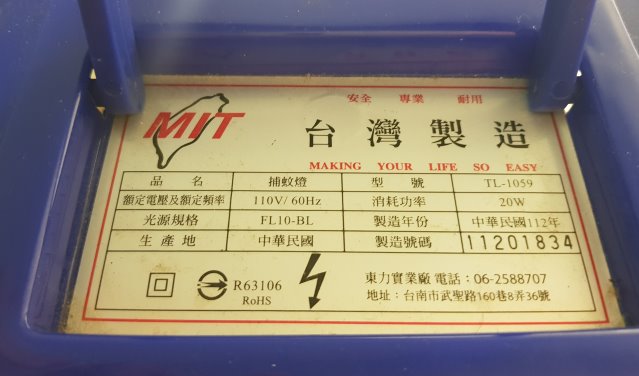 安全 專業 耐用
MIT 台灣製造
MAKING YOUR LIFE SO EASY
品名 捕蚊燈 型號 TL-1059
額定電壓及額定頻率 110V/60Hz 消耗功率 20W
光源規格 FL10-BL 製造年份 中華民國112年
生產地 中華民國 製造號碼 11201834
R63106
RoHS
東力實業廠 電話：06-2588707
地址：台南市武聖路160巷8弄36號